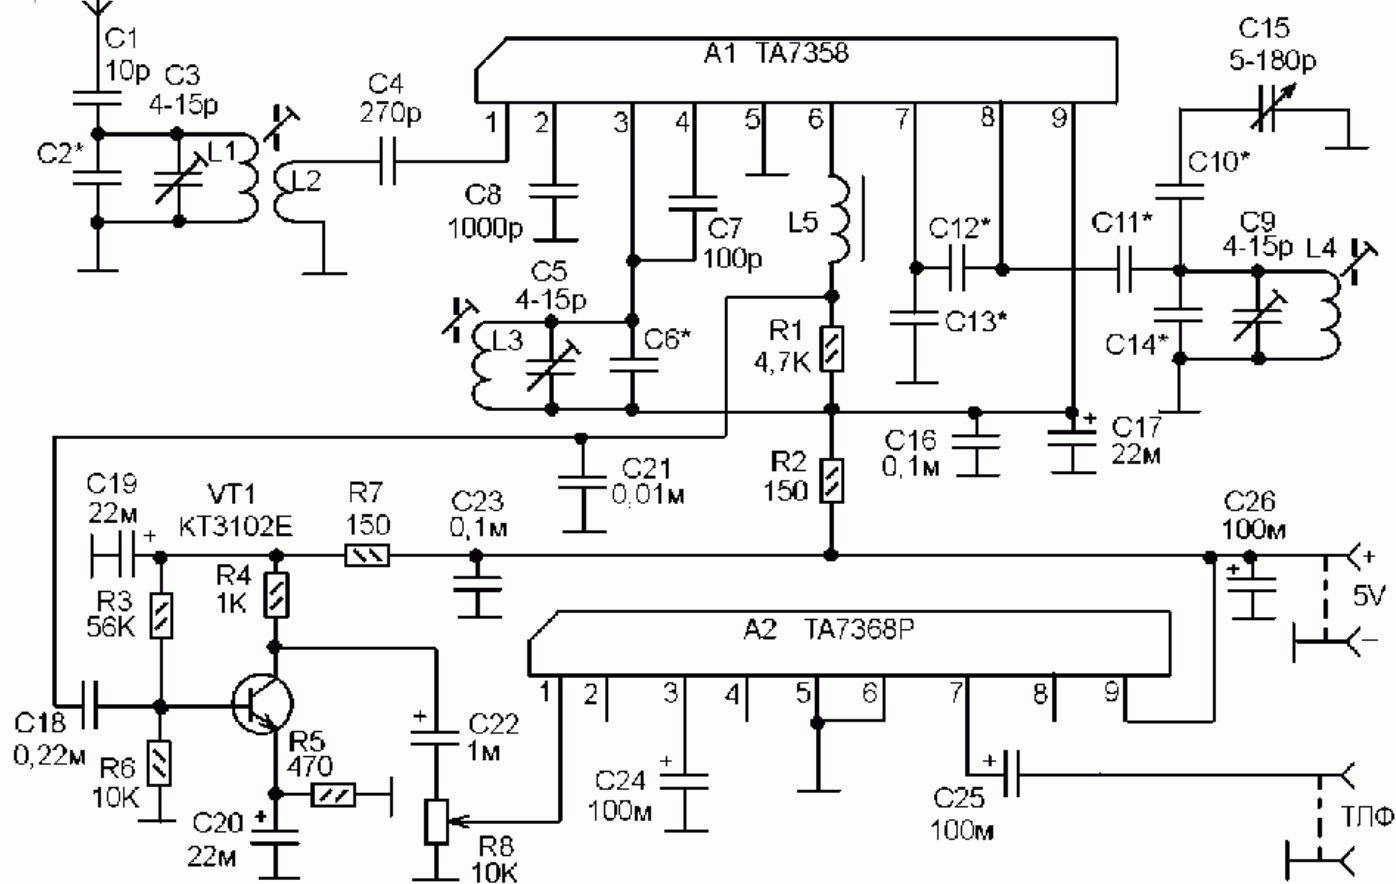 C1
10p
C3
4-15p
C2*
L1
L2
C4
270p
A1 TA7358
1
2
3
4
5
6
7
8
9
C8
1000p
C7
100p
L5
C5
4-15p
L3
C6*
R1
4,7K
C12*
C13*
C11*
C15
5-180p
C10*
C9
4-15p
L4
C14*
C16
0,1м
C17
22м
R2
150
C21
0,01м
C19
22м
VT1
KT3102E
R7
150
C23
0,1м
C26
100м
+
5V
−
R3
56K
R4
1K
A2 TA7368P
1
2
3
4
5
6
7
8
9
C18
0,22м
R6
10K
R5
470
C20
22м
C22
1м
R8
10K
C24
100м
C25
100м
ТЛФ